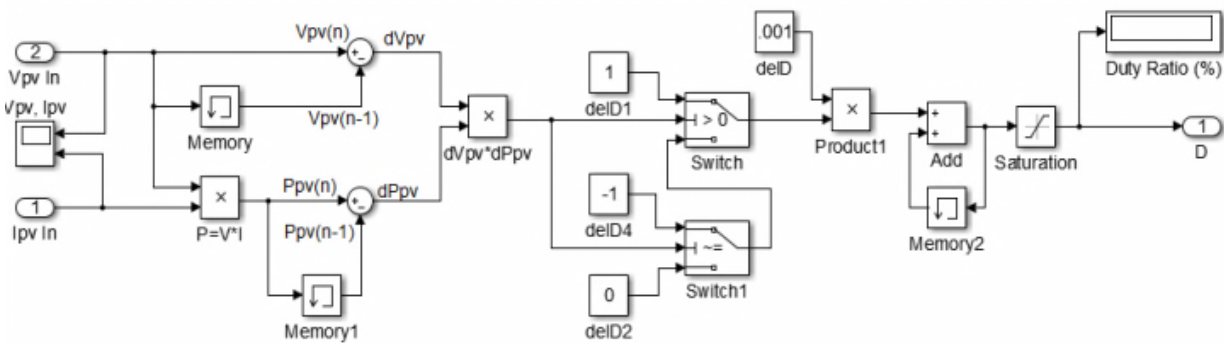 2
Vpv In
Vpv, Ipv
1
Ipv In
Memory
Vpv(n)
dVpv
Vpv(n-1)
×
P=V*I
Ppv(n)
dPpv
Ppv(n-1)
Memory1
×
dVpv*dPpv
1
delD1
> 0
Switch
-1
delD4
~=
Switch1
0
delD2
.001
delD
×
Product1
Add
Memory2
Saturation
Duty Ratio (%)
1
D